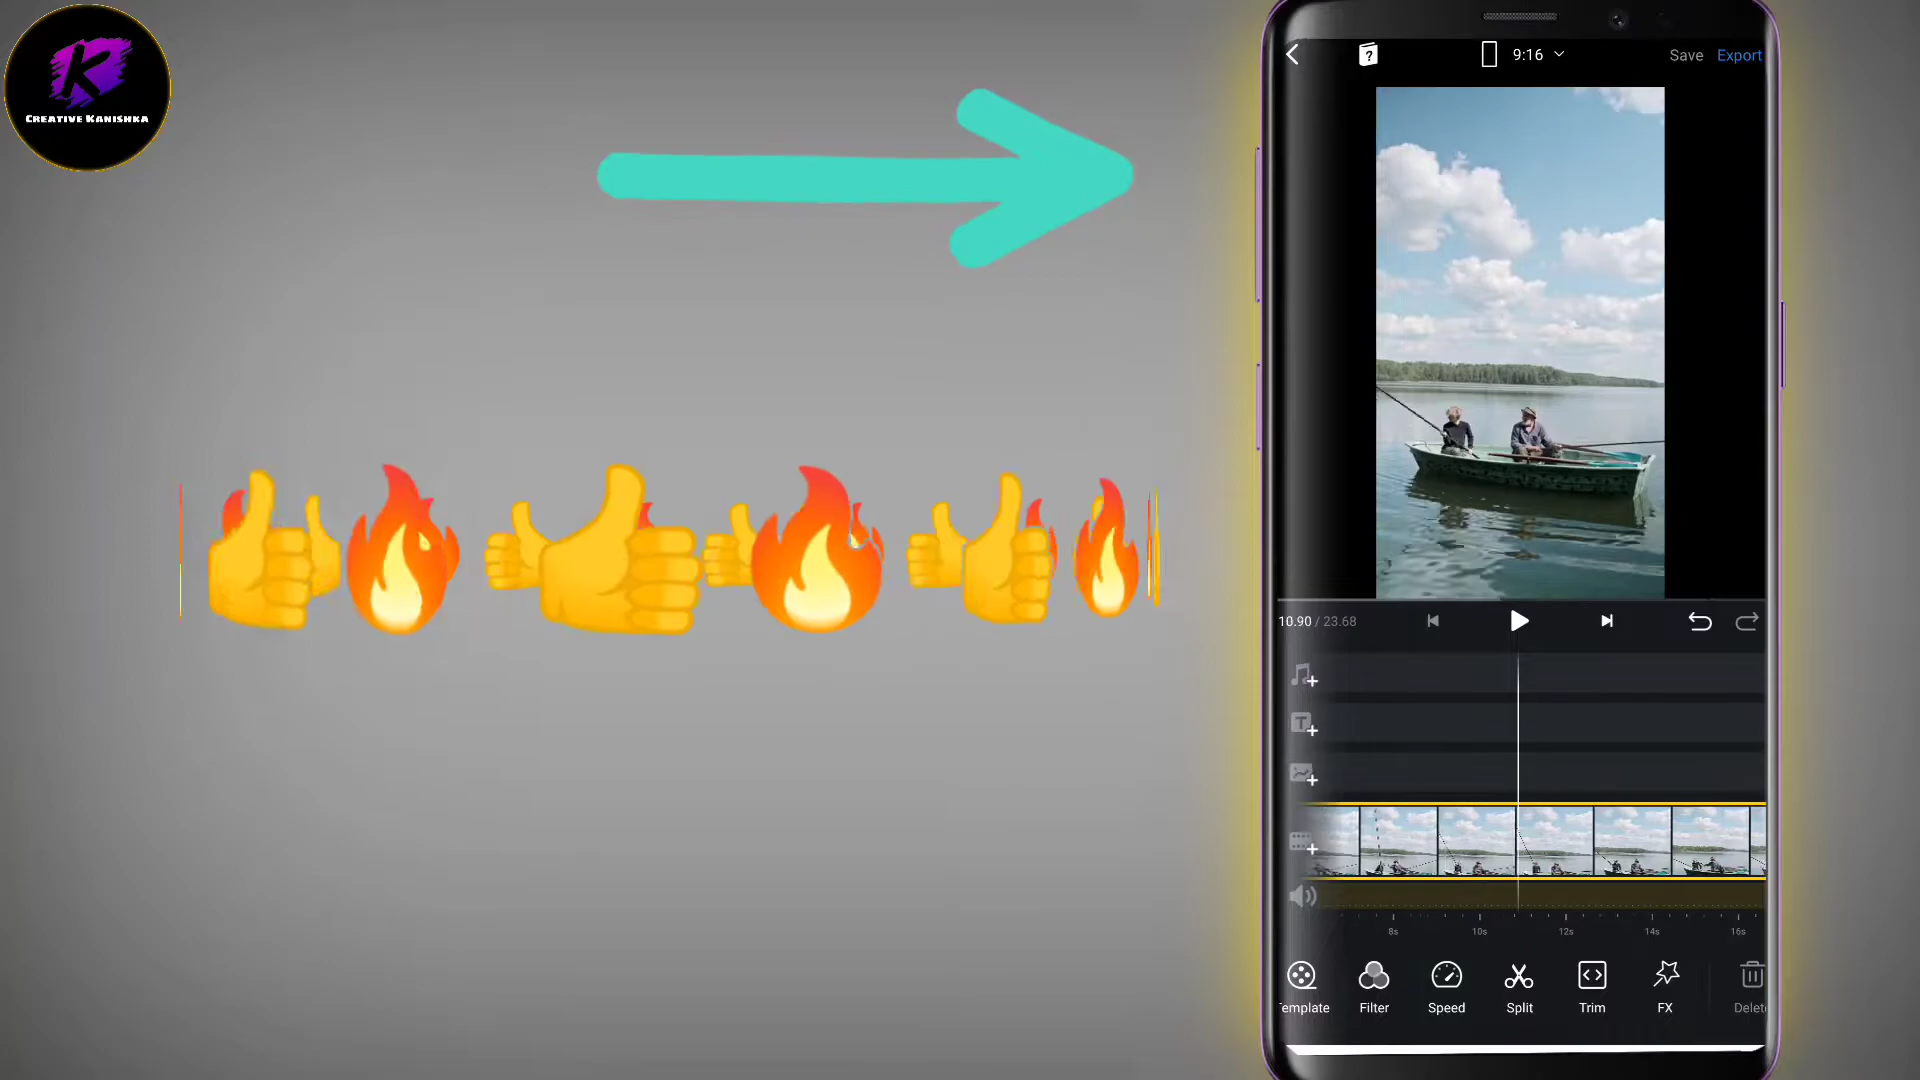 CREATIVE KANISHKA
9:16
Save
Export
10.90 / 23.68
8s
10s
12s
14s
16s
emplate
Filter
Speed
Split
Trim
FX
Delete